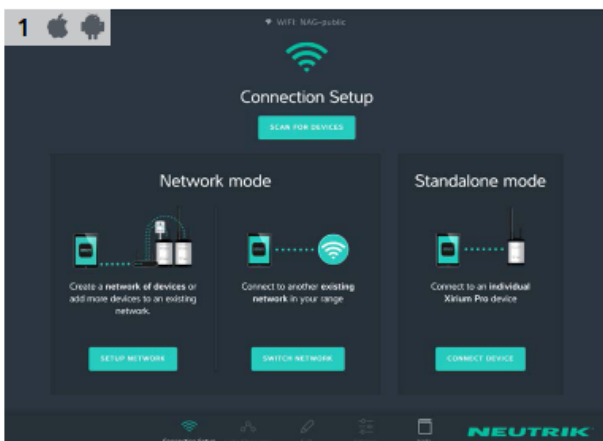 1
WIFI: NAG-public
Connection Setup
SCAN FOR DEVICES
Network mode
Create a network of devices or
add more devices to an existing
network.
SETUP NETWORK
Connect to another existing
network in your range
SWITCH NETWORK
Standalone mode
Connect to an individual
Xirium Pro device
CONNECT DEVICE
Connection Setup
NEUTRIK